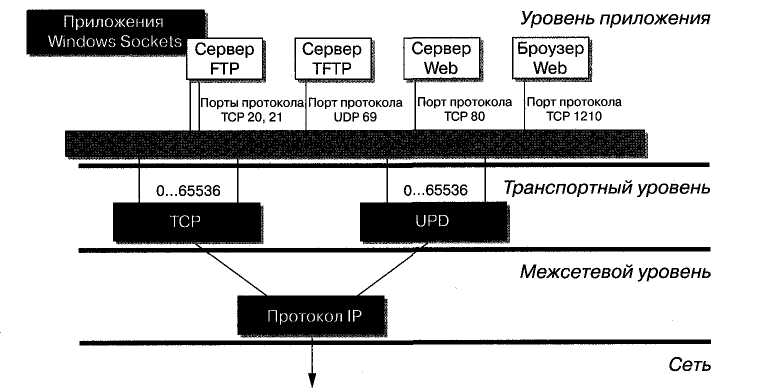 Приложения
Windows Sockets
Уровень приложения
Сервер
FTP
Сервер
TFTP
Сервер
Web
Броузер
Web
Порты протокола
TCP 20, 21
Порт протокола
UDP 69
Порт протокола
TCP 80
Порт протокола
TCP 1210
0...65536
0...65536
Транспортный уровень
TCP
UPD
Межсетевой уровень
Протокол IP
Сеть